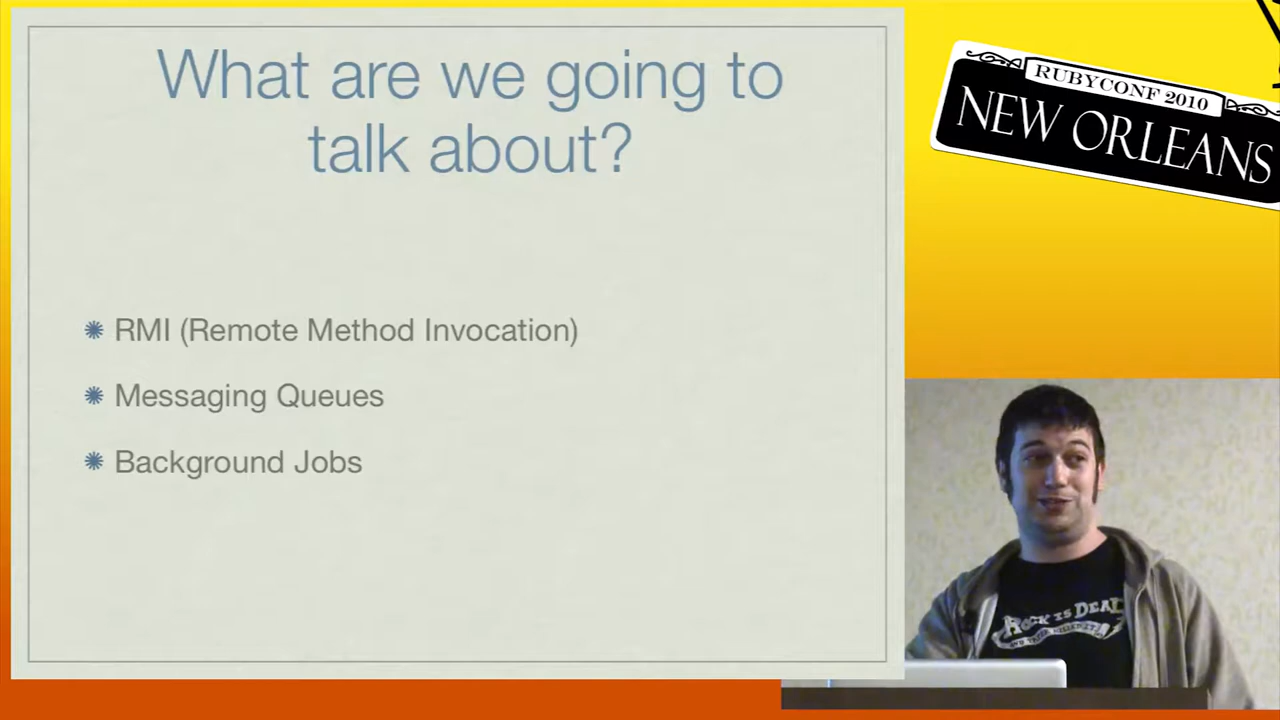 What are we going to
talk about?
RMI (Remote Method Invocation)
Messaging Queues
Background Jobs
RUBYCONF 2010
NEW ORLEANS
ROCK IS DEAD